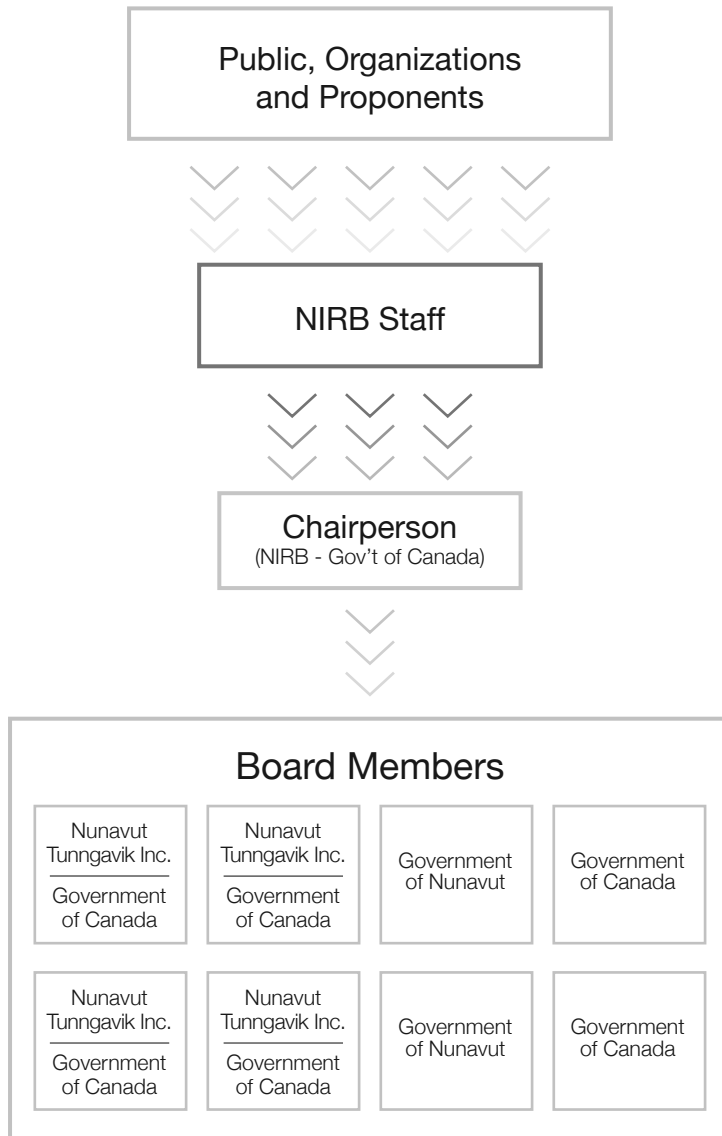 Public, Organizations
and Proponents
NIRB Staff
Chairperson
(NIRB - Gov't of Canada)
Board Members
Nunavut
Tunngavik Inc.
Government
of Canada
Nunavut
Tunngavik Inc.
Government
of Canada
Government
of Nunavut
Government
of Canada
Nunavut
Tunngavik Inc.
Government
of Canada
Nunavut
Tunngavik Inc.
Government
of Canada
Government
of Nunavut
Government
of Canada